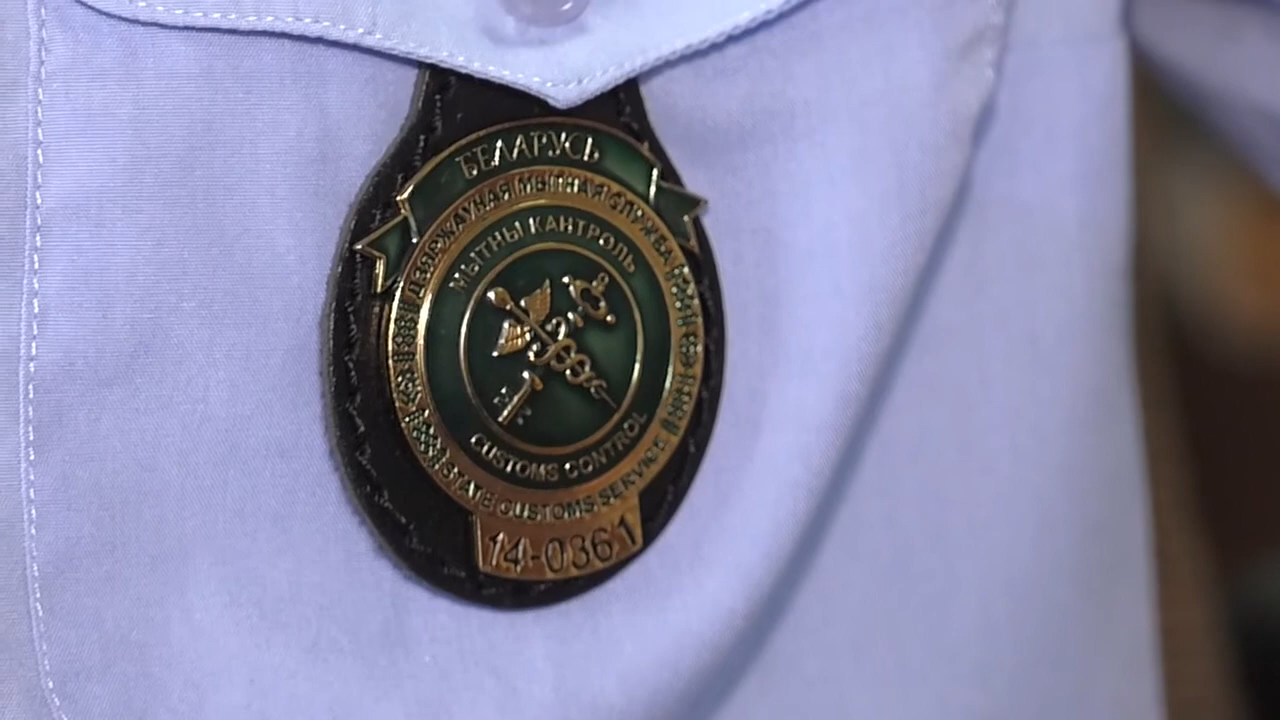 БЕЛАРУСЬ
ДЗЯРЖАЎНАЯ МЫТНАЯ СЛУЖБА
МЫТНЫ КАНТРОЛЬ
CUSTOMS CONTROL
STATE CUSTOMS SERVICE
14-0361